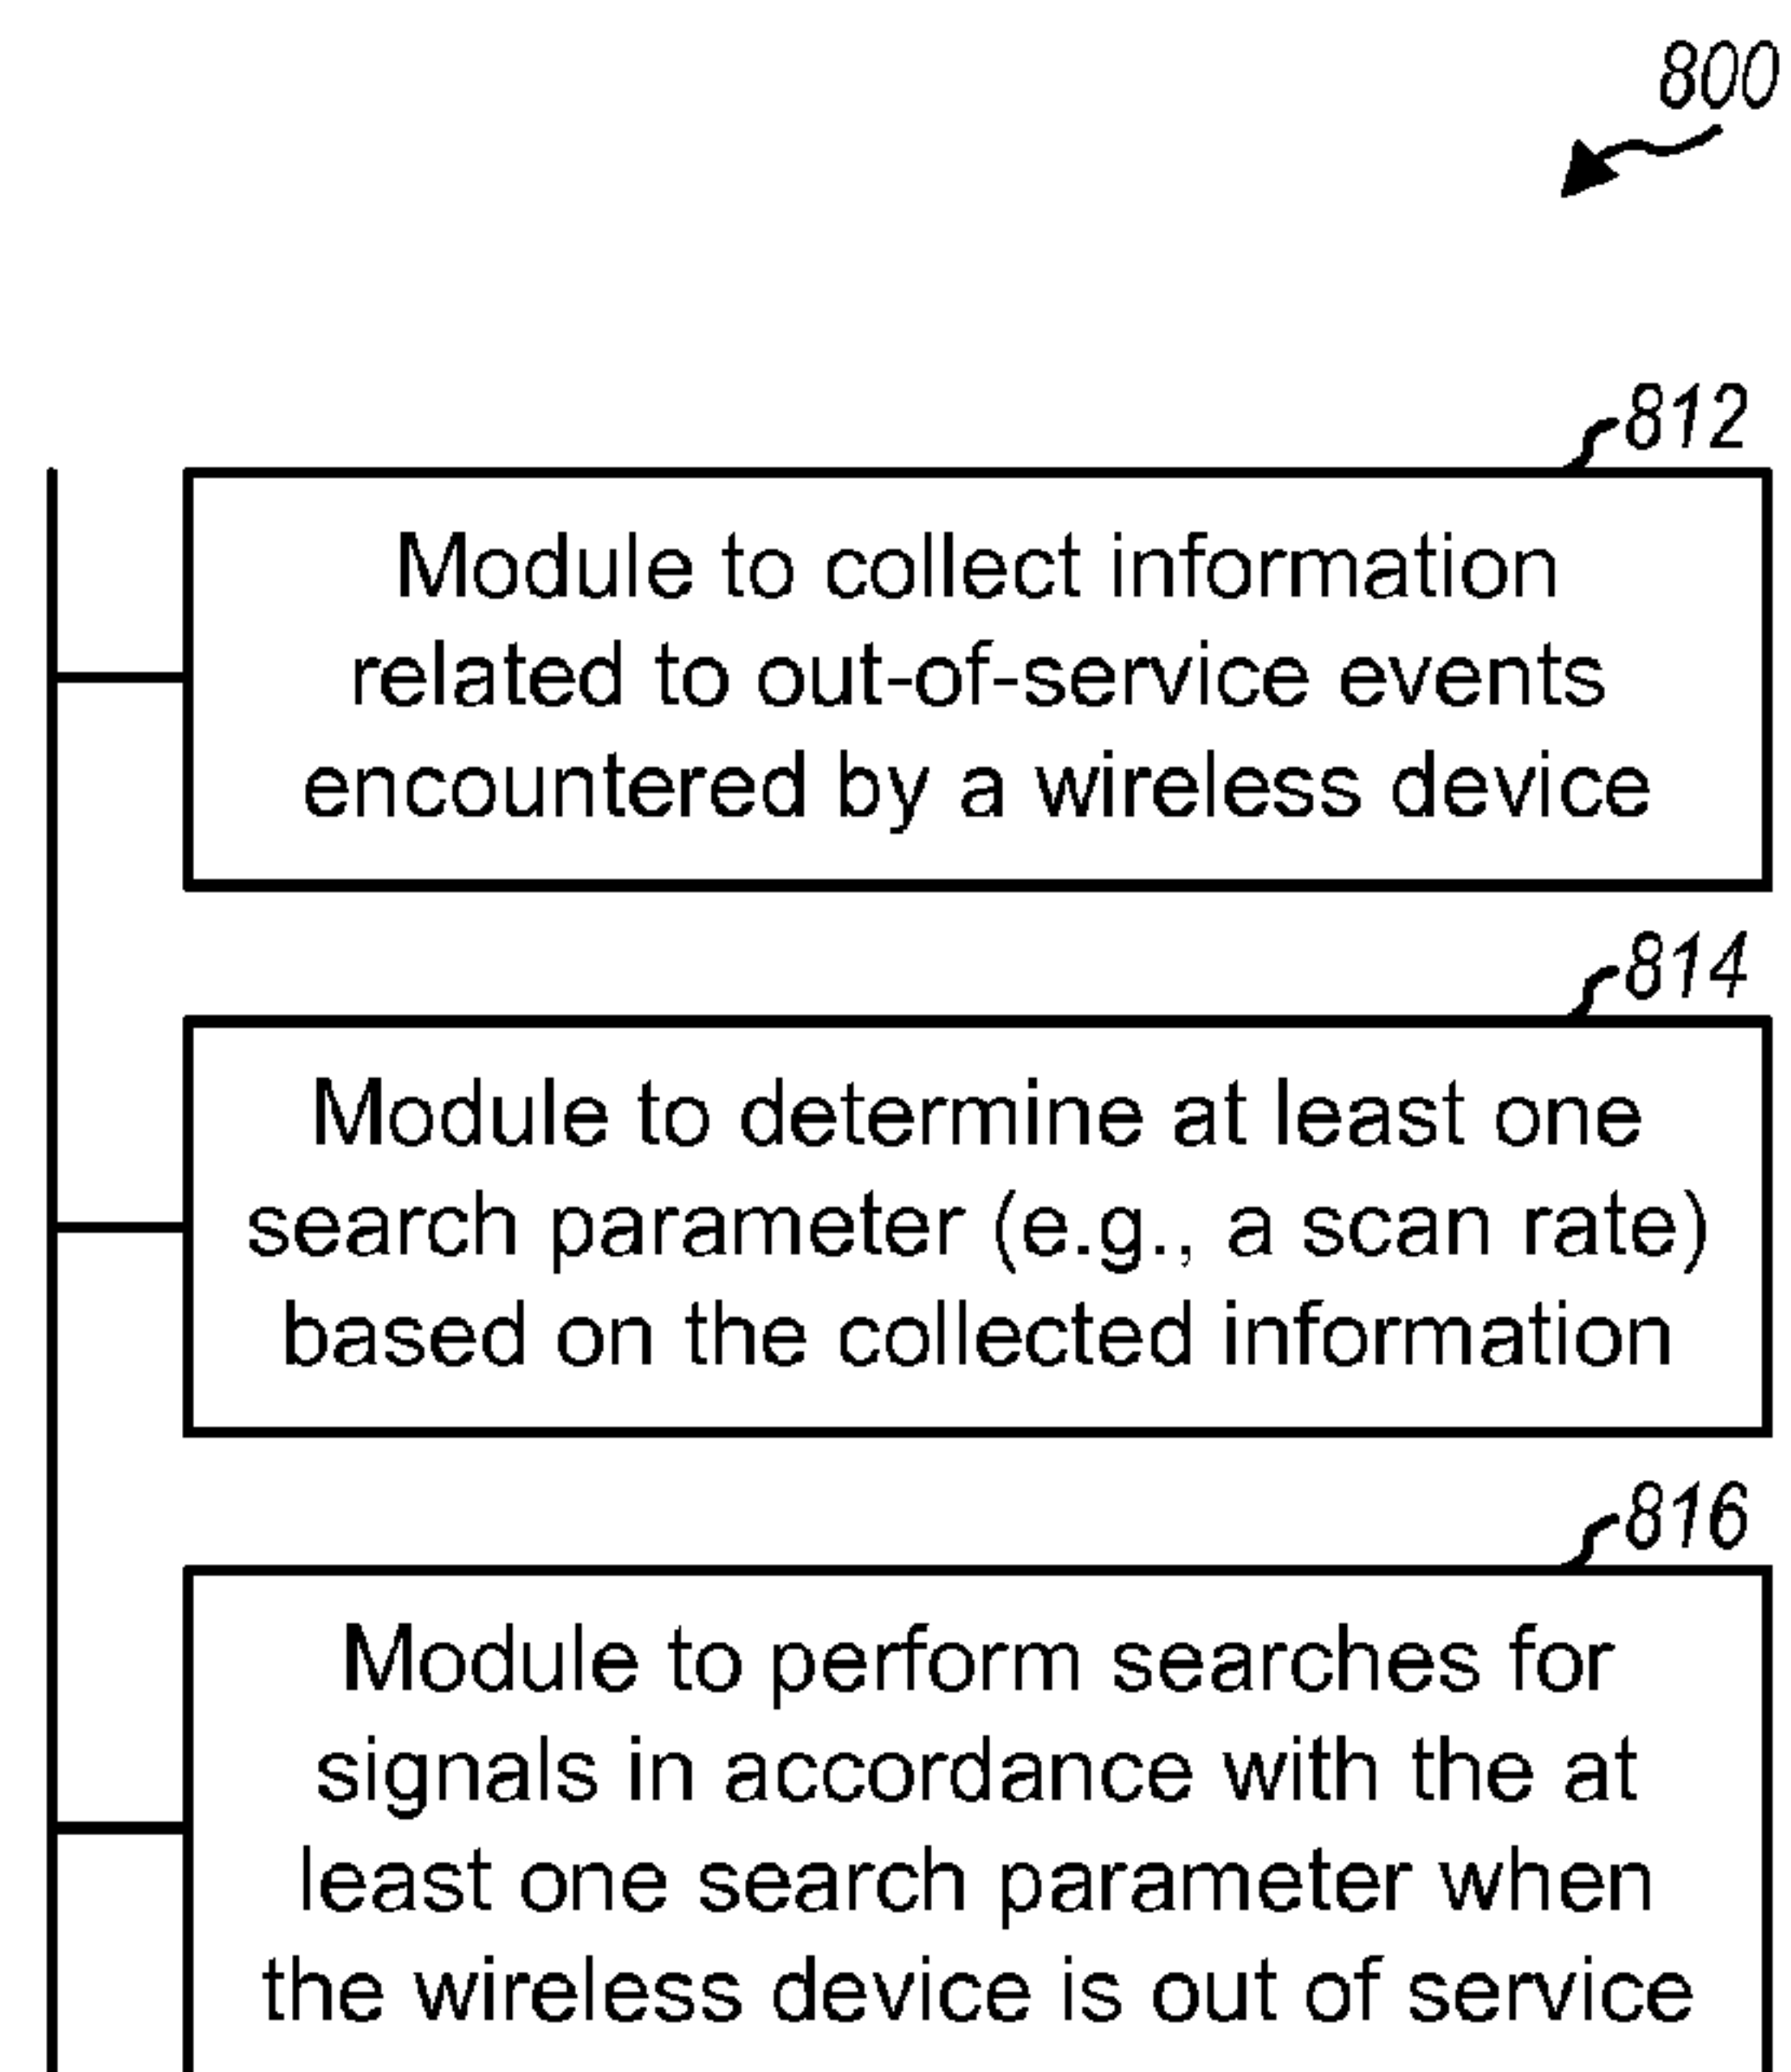 800
812
Module to collect information
related to out-of-service events
encountered by a wireless device
814
Module to determine at least one
search parameter (e.g., a scan rate)
based on the collected information
816
Module to perform searches for
signals in accordance with the at
least one search parameter when
the wireless device is out of service